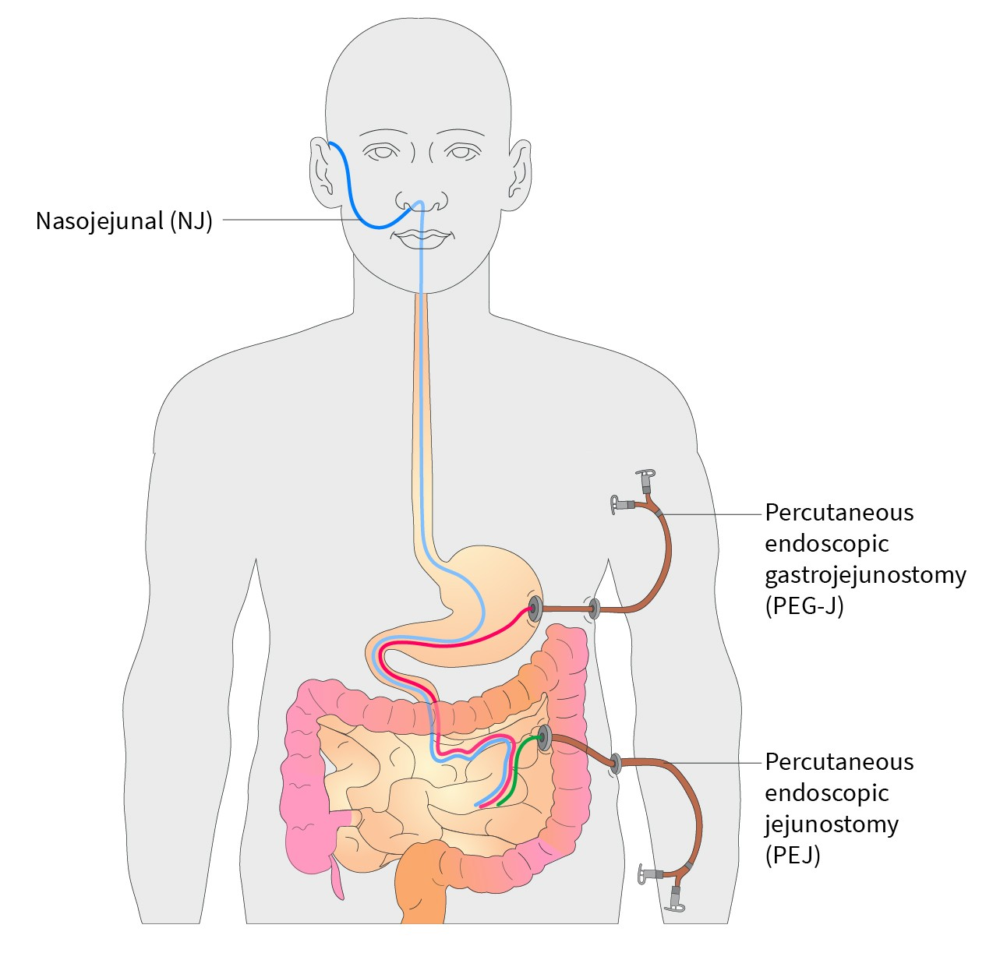 Nasojejunal (NJ)
Percutaneous
endoscopic
gastrojejunostomy
(PEG-J)
Percutaneous
endoscopic
jejunostomy
(PEJ)